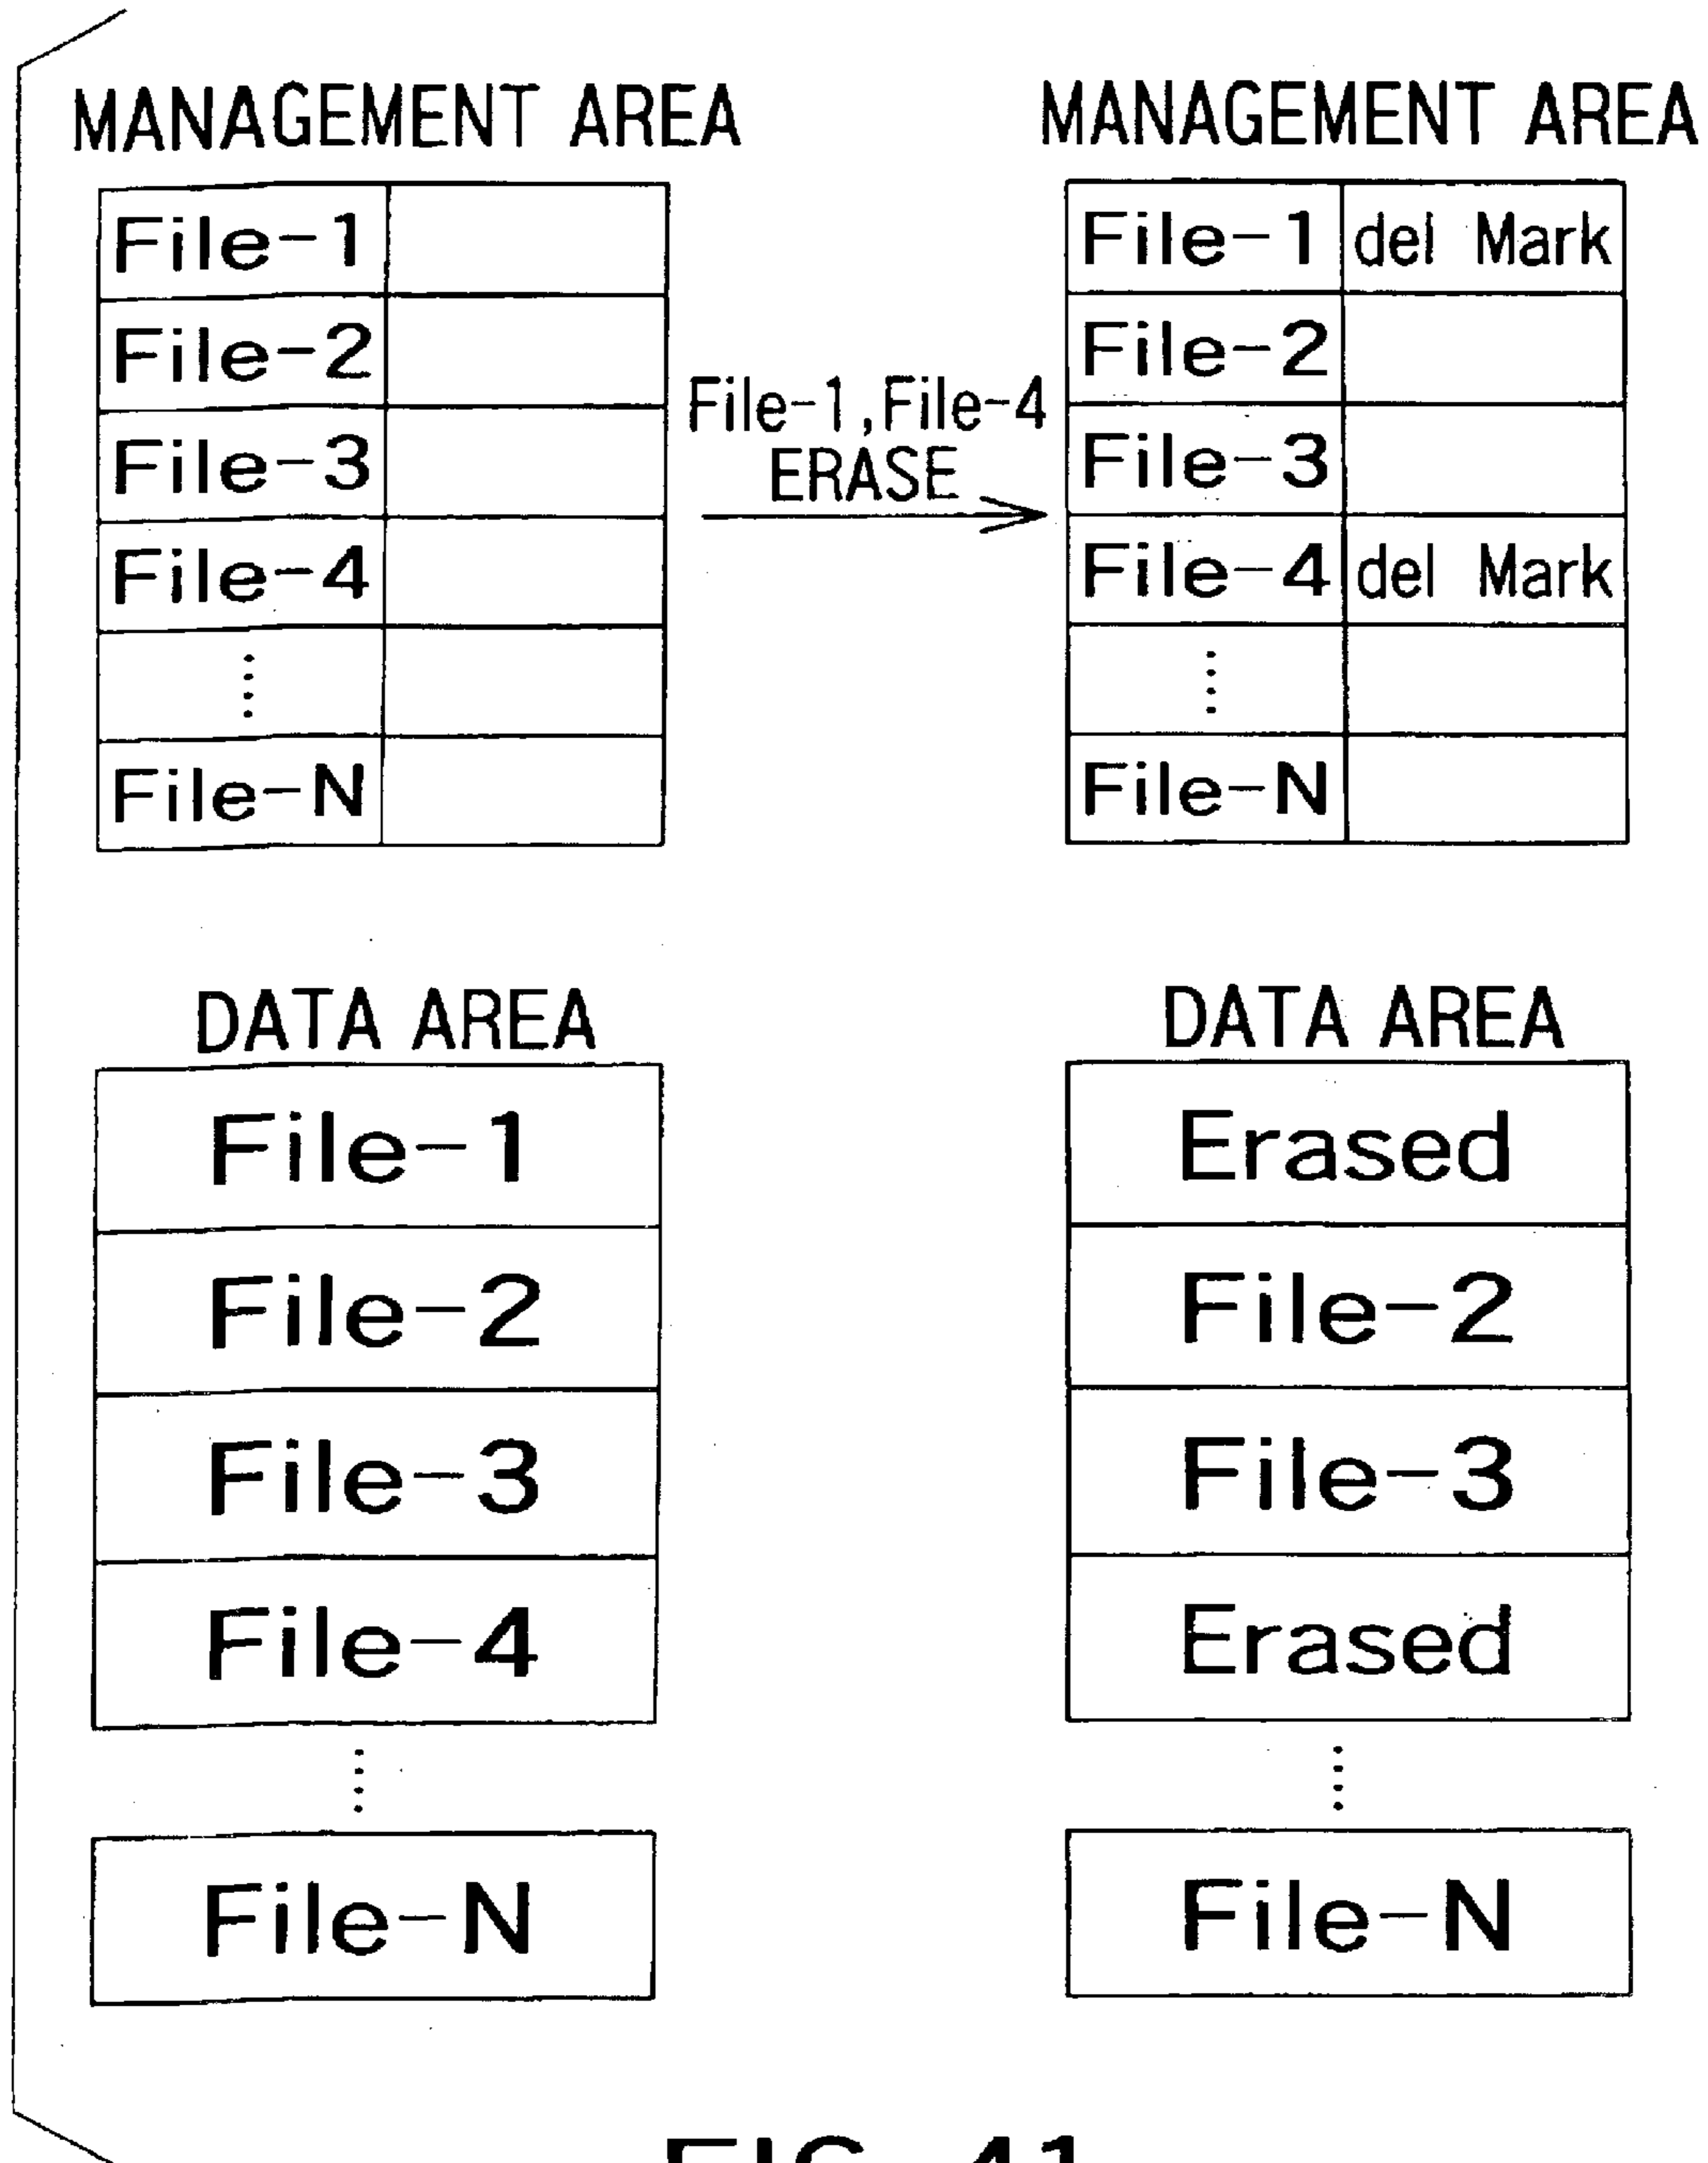 MANAGEMENT AREA
File-1
File-2
File-3
File-4
File-N
File-1,File-4
ERASE
MANAGEMENT AREA
File-1 del Mark
File-2
File-3
File-4 del Mark
File-N
DATA AREA
File-1
File-2
File-3
File-4
File-N
DATA AREA
Erased
File-2
File-3
Erased
File-N
FIG. 41